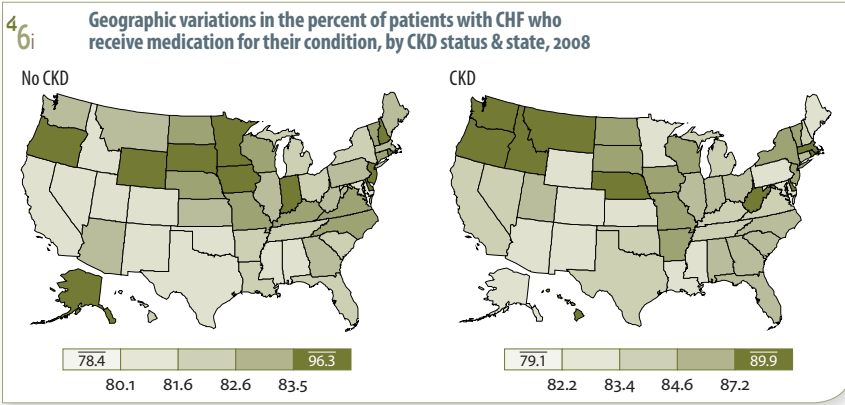 4
6i
Geographic variations in the percent of patients with CHF who
receive medication for their condition, by CKD status & state, 2008
No CKD
CKD
78.4 96.3
80.1 81.6 82.6 83.5
79.1 89.9
82.2 83.4 84.6 87.2